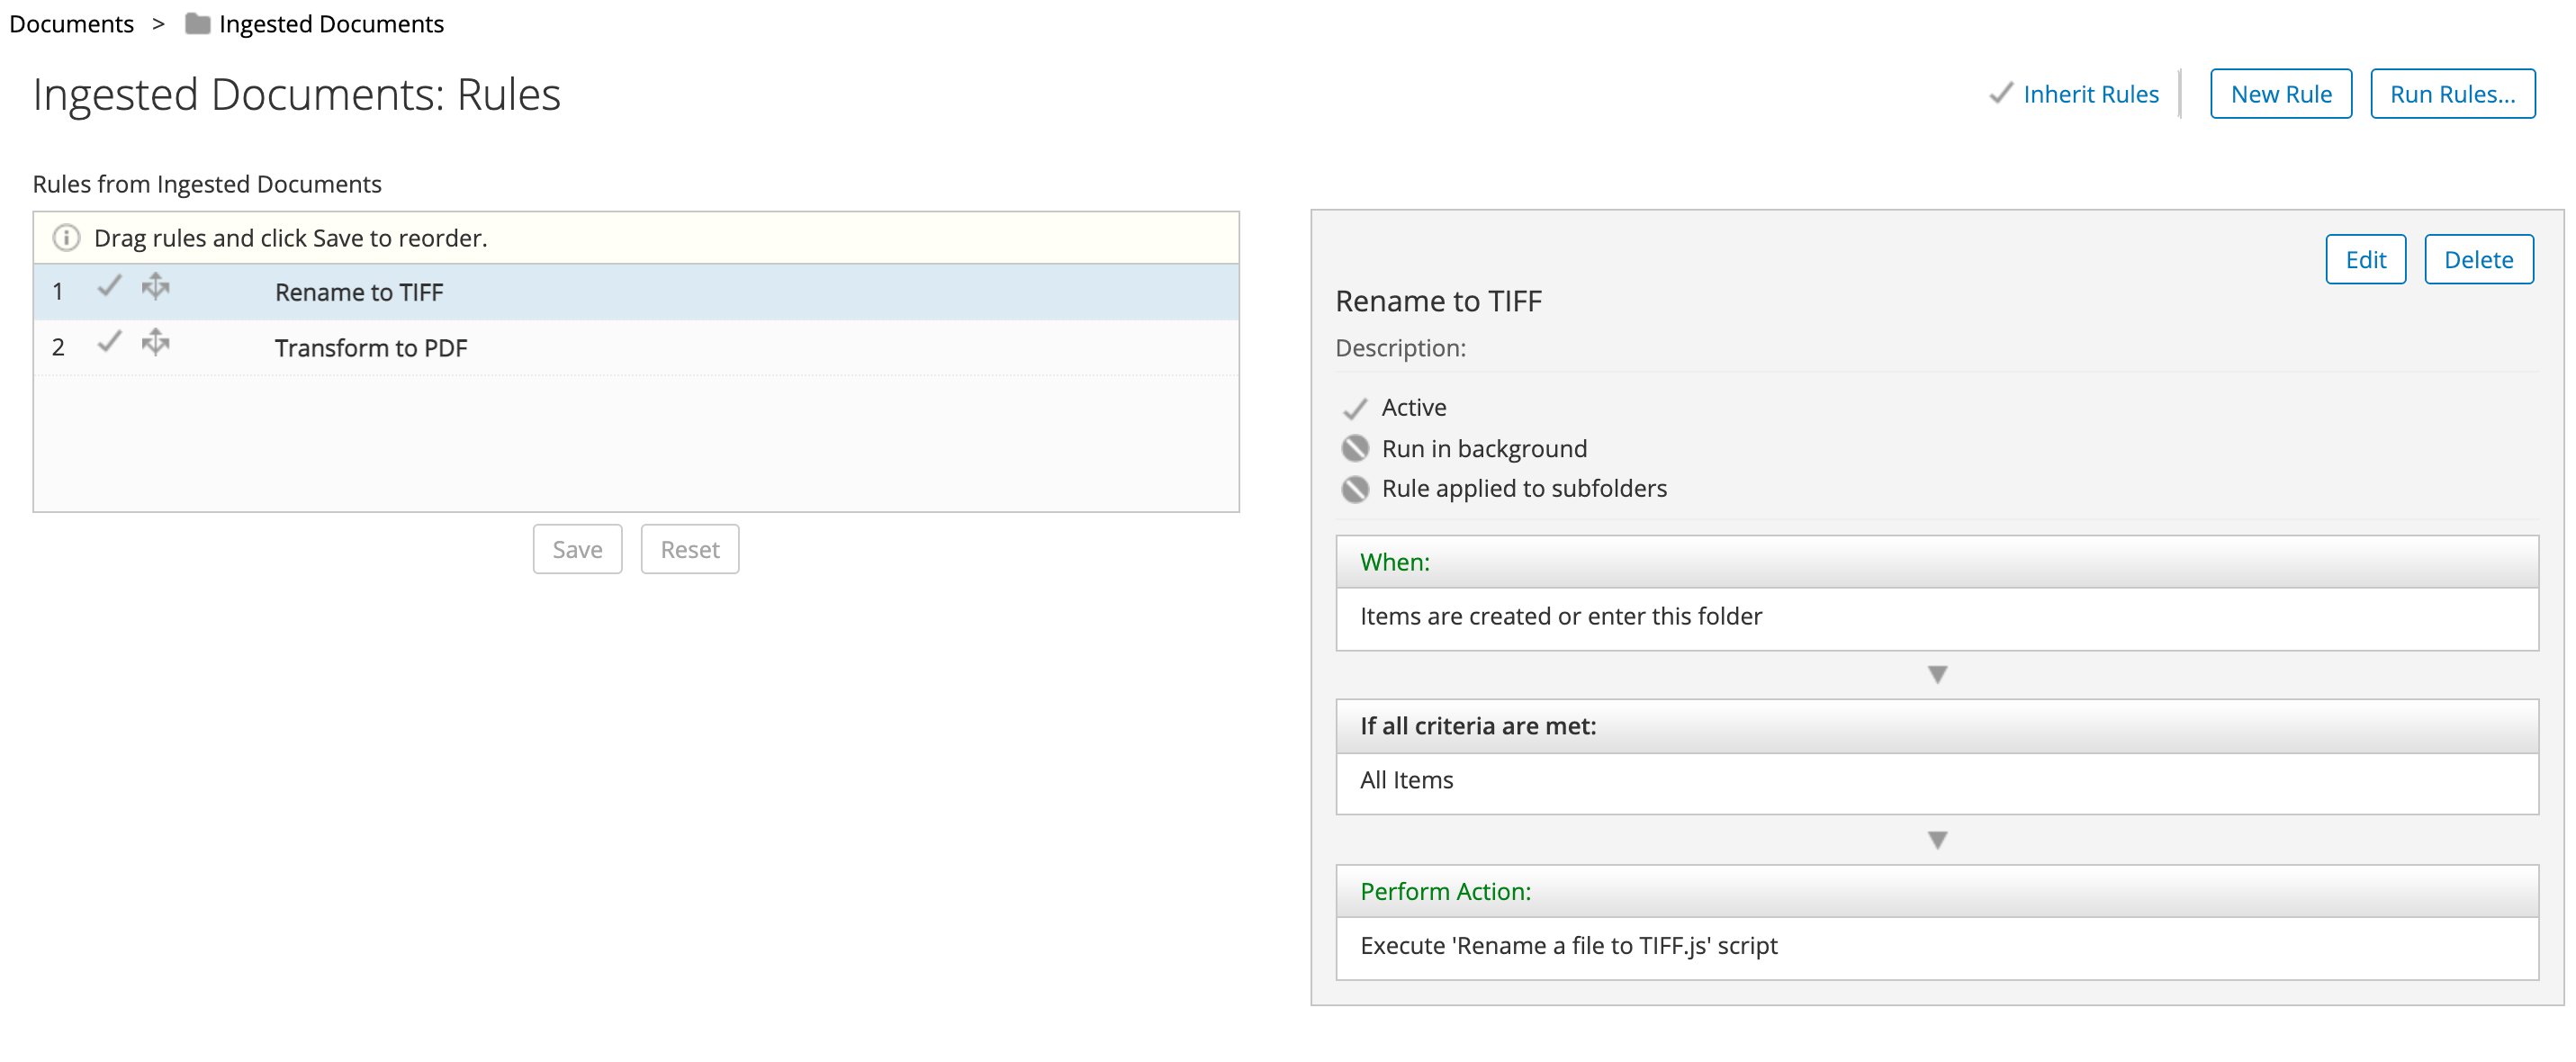 Documents > Ingested Documents
Ingested Documents: Rules
Inherit Rules
New Rule
Run Rules...
Rules from Ingested Documents
Drag rules and click Save to reorder.
1 Rename to TIFF
2 Transform to PDF
Save
Reset
Edit
Delete
Rename to TIFF
Description:
Active
Run in background
Rule applied to subfolders
When:
Items are created or enter this folder
If all criteria are met:
All Items
Perform Action:
Execute 'Rename a file to TIFF.js' script